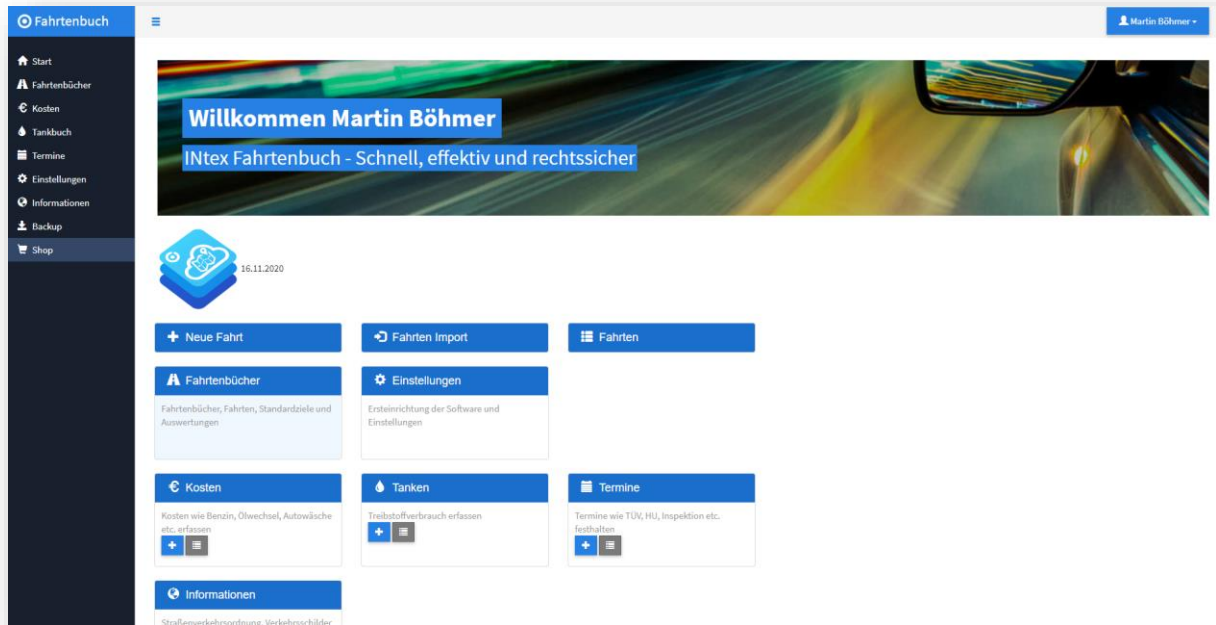 Fahrtenbuch
Martin Böhmer
Start
Fahrtenbücher
Kosten
Tankbuch
Termine
Einstellungen
Informationen
Backup
Shop
Willkommen Martin Böhmer
INtex Fahrtenbuch - Schnell, effektiv und rechtssicher
16.11.2020
Neue Fahrt
Fahrten Import
Fahrten
Fahrtenbücher
Fahrtenbücher, Fahrten, Standardziele und
Auswertungen
Einstellungen
Ersteinrichtung der Software und
Einstellungen
Kosten
Kosten wie Benzin, Ölwechsel, Autowäsche
etc. erfassen
Tanken
Treibstoffverbrauch erfassen
Termine
Termine wie TÜV, HU, Inspektion etc.
festhalten
Informationen
Straßenverkehrsordnung, Verkehrsschilder